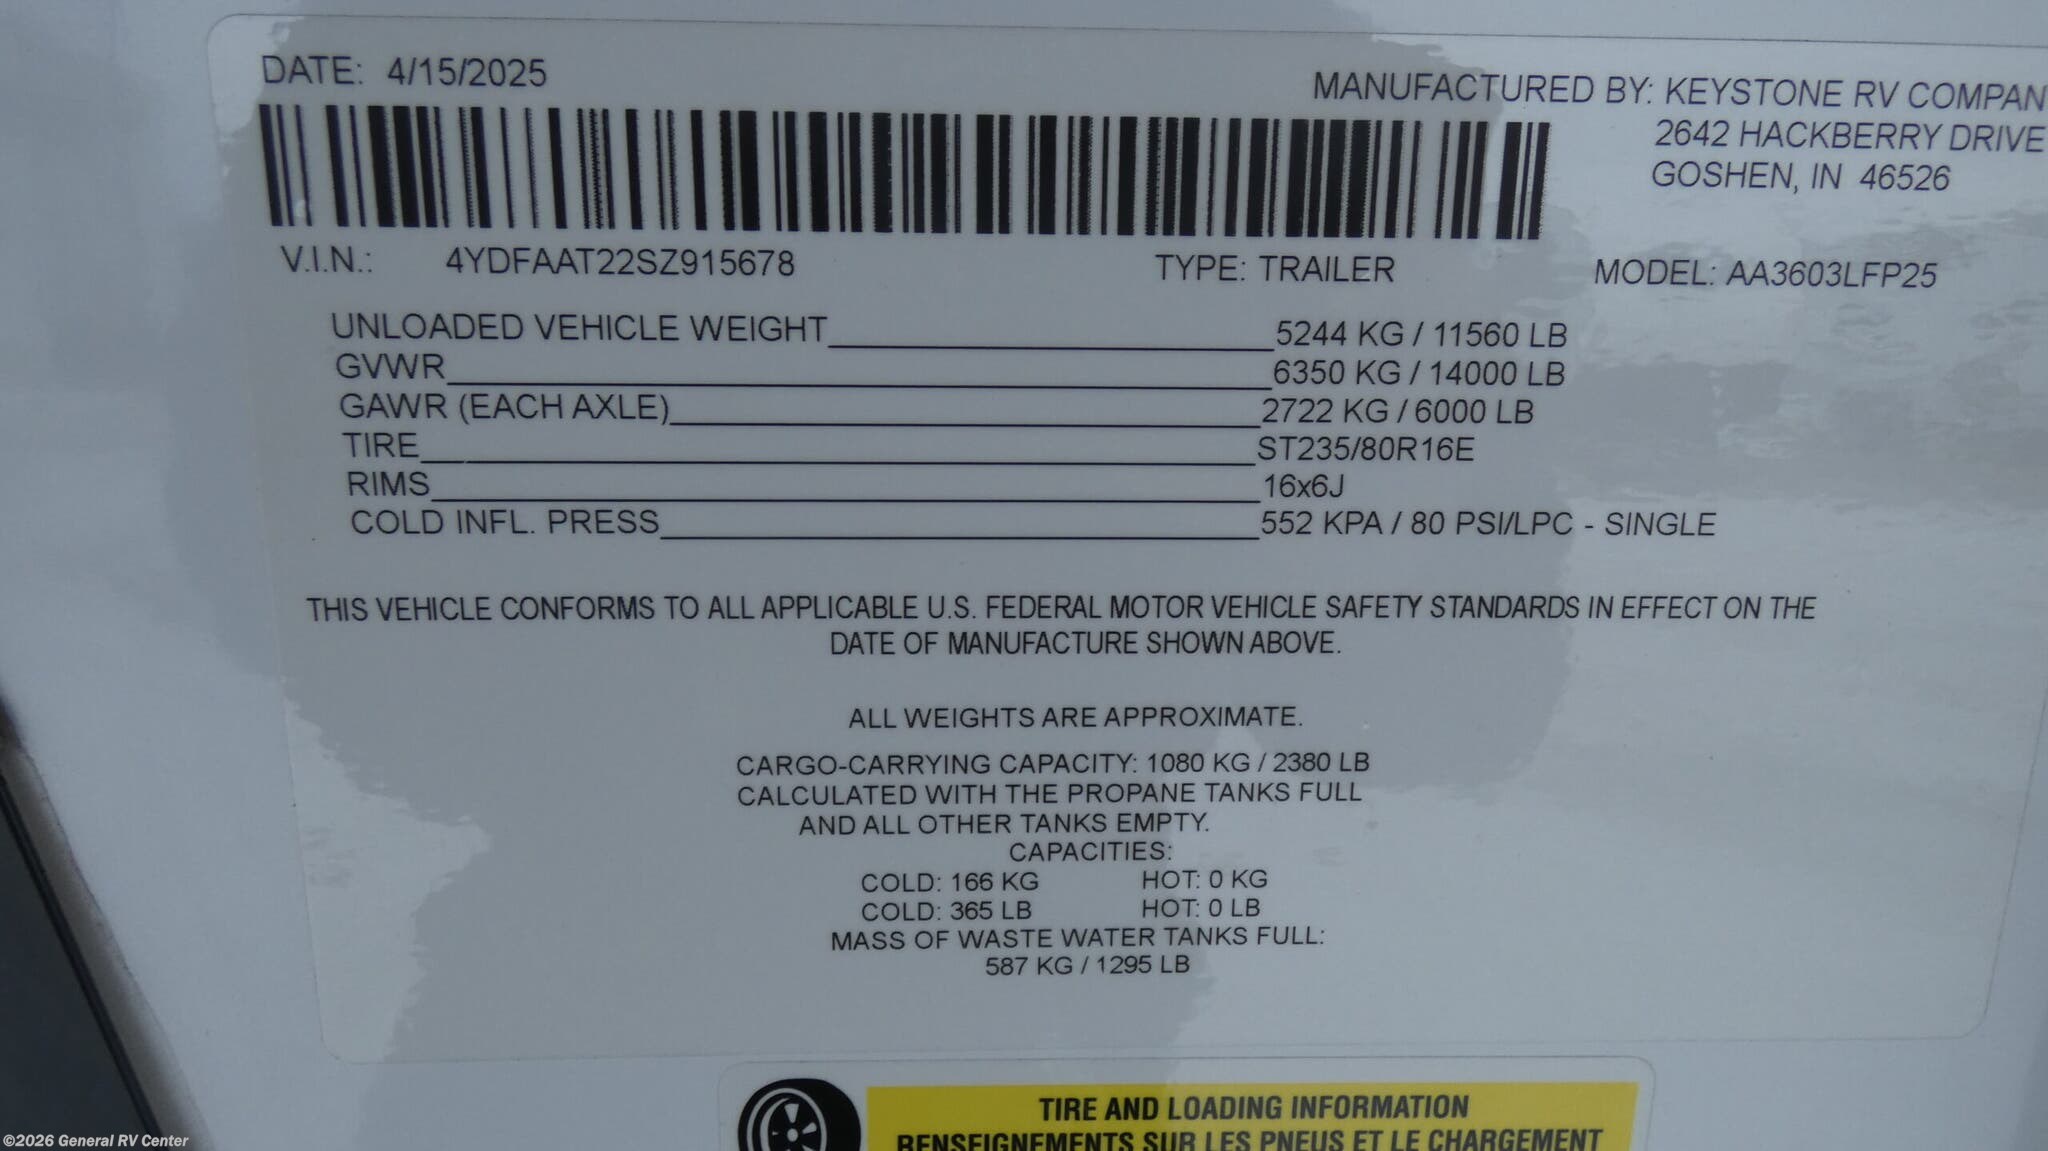 DATE: 4/15/2025
MANUFACTURED BY: KEYSTONE RV COMPAN
2642 HACKBERRY DRIVE
GOSHEN, IN 46526
V.I.N.: 4YDFAAT22SZ915678 TYPE: TRAILER MODEL: AA3603LFP25
UNLOADED VEHICLE WEIGHT 5244 KG / 11560 LB
GVWR 6350 KG / 14000 LB
GAWR (EACH AXLE) 2722 KG / 6000 LB
TIRE ST235/80R16E
RIMS 16x6J
COLD INFL. PRESS 552 KPA / 80 PSI/LPC - SINGLE
THIS VEHICLE CONFORMS TO ALL APPLICABLE U.S. FEDERAL MOTOR VEHICLE SAFETY STANDARDS IN EFFECT ON THE
DATE OF MANUFACTURE SHOWN ABOVE.
ALL WEIGHTS ARE APPROXIMATE.
CARGO-CARRYING CAPACITY: 1080 KG / 2380 LB
CALCULATED WITH THE PROPANE TANKS FULL
AND ALL OTHER TANKS EMPTY.
CAPACITIES:
COLD: 166 KG HOT: 0 KG
COLD: 365 LB HOT: 0 LB
MASS OF WASTE WATER TANKS FULL:
587 KG / 1295 LB
TIRE AND LOADING INFORMATION
RENSEIGNEMENTS SUR LES PNEUS ET LE CHARGEMENT
©2026 General RV Center